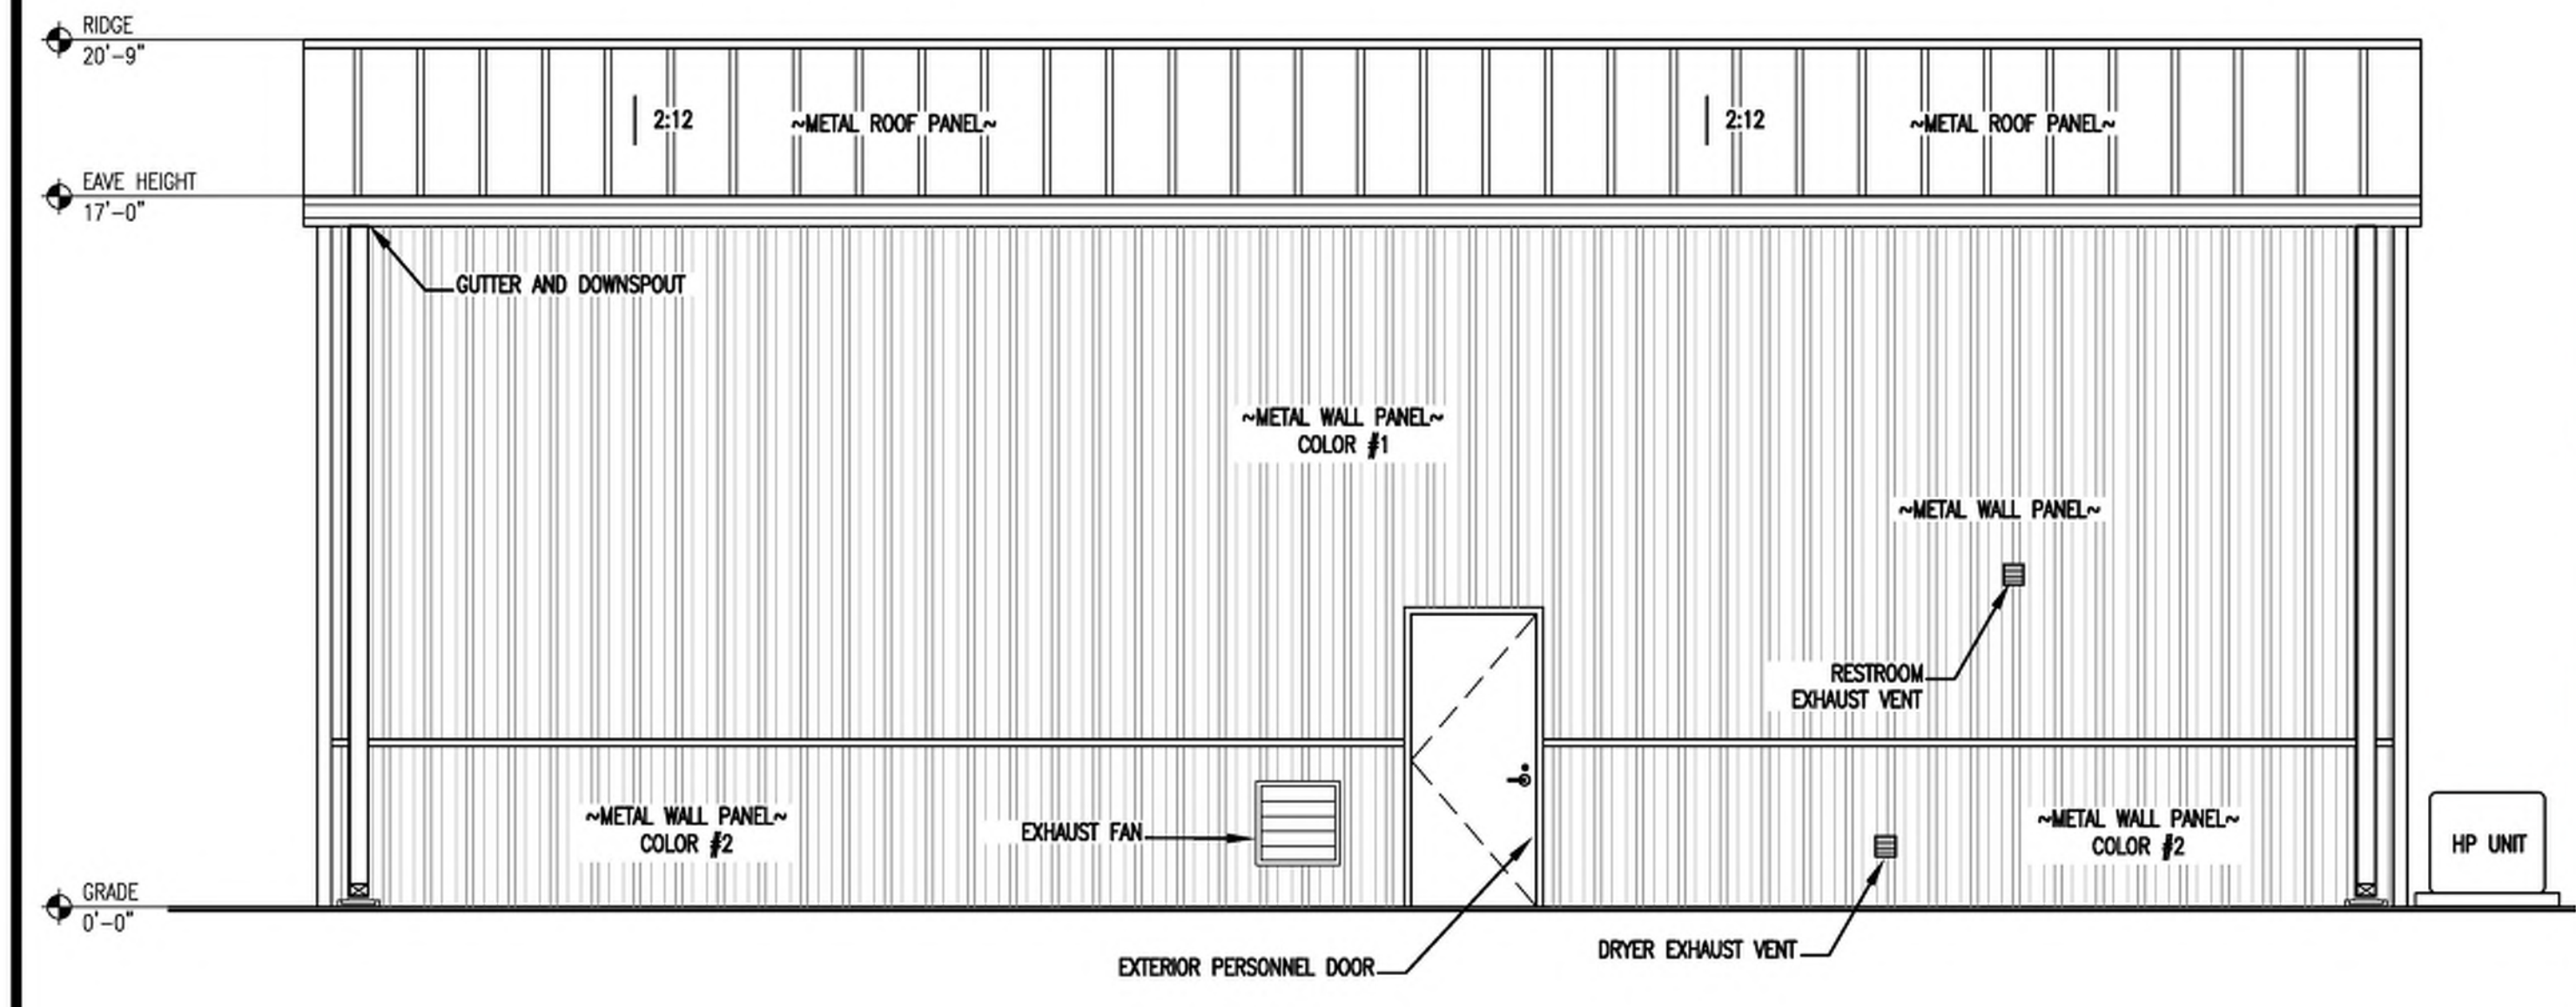 RIDGE
20'-9"
2:12
~METAL ROOF PANEL~
2:12
~METAL ROOF PANEL~
EAVE HEIGHT
17'-0"
GUTTER AND DOWNSPOUT
~METAL WALL PANEL~
COLOR #1
~METAL WALL PANEL~
RESTROOM
EXHAUST VENT
~METAL WALL PANEL~
COLOR #2
EXHAUST FAN
~METAL WALL PANEL~
COLOR #2
HP UNIT
GRADE
0'-0"
EXTERIOR PERSONNEL DOOR
DRYER EXHAUST VENT